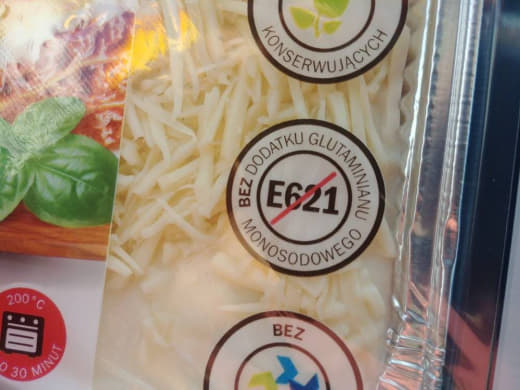 KONSERWUJĄCYCH
BEZ DODATKU GLUTAMINIANU
E621
MONOSODOWEGO
200°C
30 MINUT
BEZ